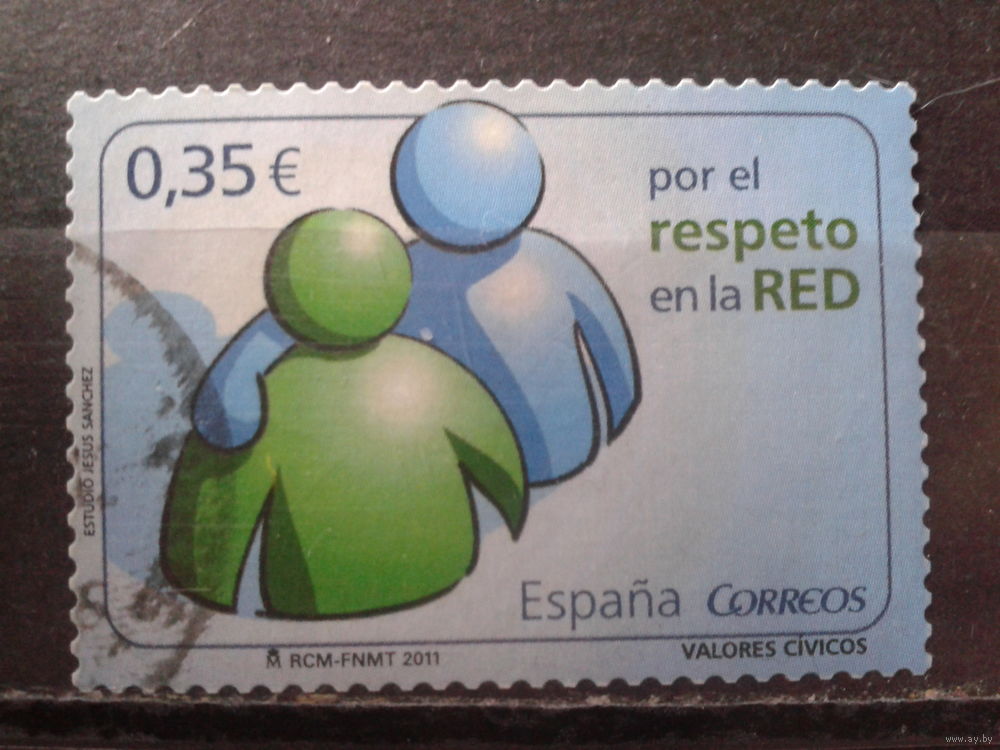 0,35 €
por el
respeto
en la RED
ESTUDIO JESUS SANCHEZ
España CORREOS
VALORES CÍVICOS
RCM-FNMT 2011
www.ay.by